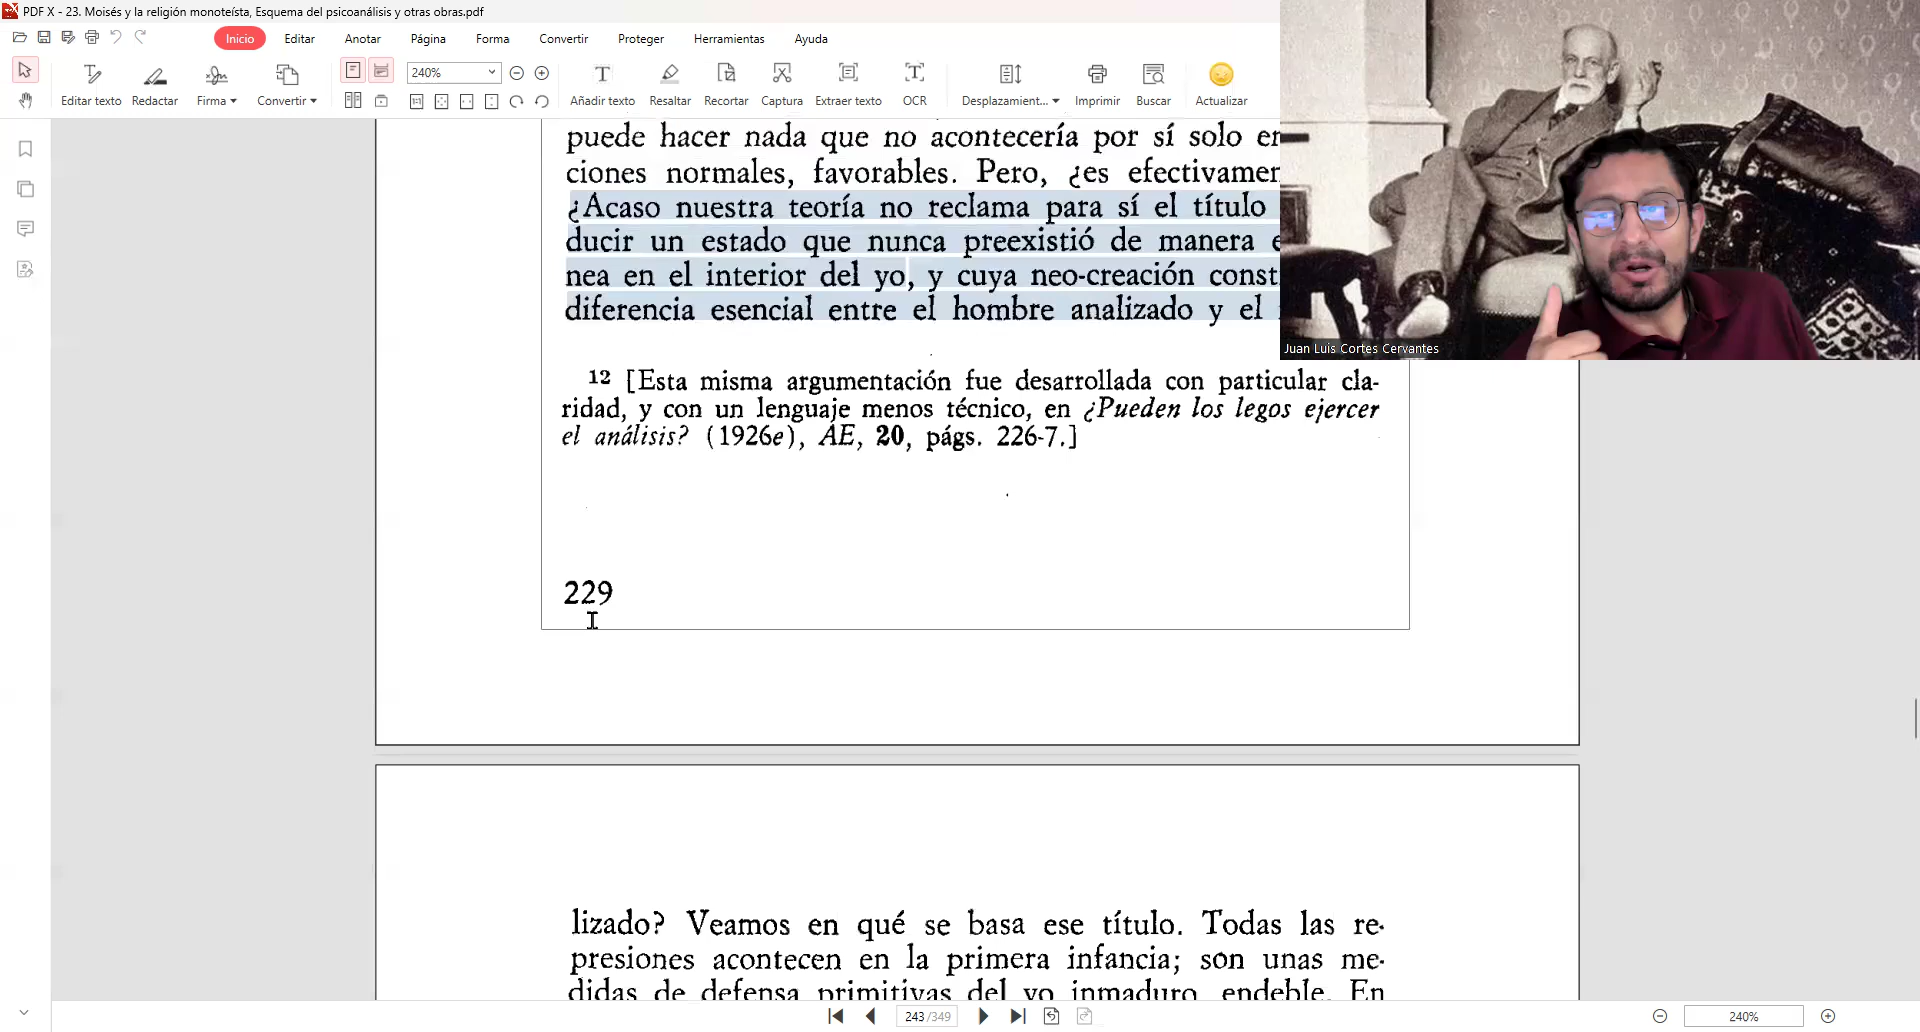 PDF X - 23. Moisés y la religión monoteísta, Esquema del psicoanálisis y otras obras.pdf
Inicio Editar Anotar Página Forma Convertir Proteger Herramientas Ayuda
240%
Editar texto Redactar Firma Convertir Añadir texto Resaltar Recortar Captura Extraer texto OCR Desplazamient... Imprimir Buscar Actualizar
puede hacer nada que no acontecería por sí solo en
ciones normales, favorables. Pero, ¿es efectivamen
¿Acaso nuestra teoría no reclama para sí el título
ducir un estado que nunca preexistió de manera e
nea en el interior del yo, y cuya neo-creación const
diferencia esencial entre el hombre analizado y el
Juan Luis Cortes Cervantes
12 [Esta misma argumentación fue desarrollada con particular cla-
ridad, y con un lenguaje menos técnico, en ¿Pueden los legos ejercer
el análisis? (1926e), AE, 20, págs. 226-7.]
229
lizado? Veamos en qué se basa ese título. Todas las re-
presiones acontecen en la primera infancia; son unas me-
didas de defensa primitivas del yo inmaduro, endeble. En
243 /349
240%